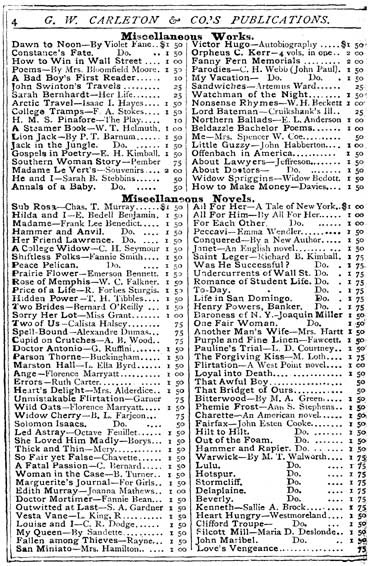 4 G. W. CARLETON & CO'S PUBLICATIONS.
Miscellaneous Works.
Dawn to Noon—By Violet Fane..$1 50
Constance's Fate. Do. .. 1 50
How to Win in Wall Street .... 1 00
Poems—By Mrs. Bloomfield Moore. 1 50
A Bad Boy's First Reader...... 10
John Swinton's Travels ....... 25
Sarah Bernhardt—Her Life...... 25
Arctic Travel—Isaac I. Hayes.... 1 50
College Tramps—F. A. Stokes.... 1 50
H. M. S. Pinafore—The Play..... 10
A Steamer Book—W. T. Helmuth. 1 00
Lion Jack—By P. T. Barnum...... 1 50
Jack in the Jungle. Do. ...... 1 50
Gospels in Poetry—E. H. Kimball. 1 50
Southern Woman Story—Pember 75
Madame Le Vert's—Souvenirs ... 2 00
He and I—Sarah B. Stebbins ..... 50
Annals of a Baby. Do. ..... 50
Victor Hugo—Autobiography .....$1 50
Orpheus C. Kerr—4 vols. in one.. 2 00
Fanny Fern Memorials ........ 2 00
Parodies—C. H. Webb (John Paul). 1 50
My Vacation— Do. Do. 1 00
Sandwiches—Artemus Ward...... 25
Watchman of the Night........ 1 50
Nonsense Rhymes—W. H. Beckett 1 00
Lord Bateman—Cruikshank's Ill.. 25
Northern Ballads—E. L. Anderson 1 00
Beldazzle Bachelor Poems...... 1 00
Me—Mrs. Spencer W. Coe........ 50
Little Guzzy—John Habberton.... 1 00
Offenbach in America.......... 1 50
About Lawyers—Jeffreson....... 1 50
About Doctors— Do. ....... 1 50
Widow Spriggins—Widow Bedott. 1 50
How to Make Money—Davies.... 1 50
Miscellaneous Novels.
Sub Rosa—Chas. T. Murray......$1 50
Hilda and I—E. Bedell Benjamin. 1 50
Madame—Frank Lee Benedict.... 1 50
Hammer and Anvil. Do. .... 1 50
Her Friend Lawrence. Do. .... 1 50
A College Widow—C. H. Seymour 1 50
Shiftless Folks—Fannie Smith.... 1 50
Peace Pelican. Do. .... 1 50
Prairie Flower—Emerson Bennett. 1 50
Rose of Memphis—W. C. Falkner. 1 50
Price of a Life—R. Forbes Sturgis. 1 50
Hidden Power—T. H. Tibbles.... 1 50
Two Brides—Bernard O'Reilly ... 1 50
Sorry Her Lot—Miss Grant...... 1 00
Two of Us—Calista Halsey....... 75
Spell-Bound—Alexandre Dumas... 75
Cupid on Crutches—A. B. Wood.. 75
Doctor Antonio—G. Ruffini....... 1 50
Parson Thorne—Buckingham..... 1 50
Marston Hall—L. Ella Byrd...... 1 50
Ange—Florence Marryatt........ 1 00
Errors—Ruth Carter............ 1 50
Heart's Delight—Mrs. Alderdice.. 1 50
Unmistakable Flirtation—Garner 75
Wild Oats—Florence Marryatt.... 1 50
Widow Cherry—B. L. Farjeon.... 75
Solomon Isaacs. Do. .... 50
Led Astray—Octave Feuillet...... 1 50
She Loved Him Madly—Borys.... 1 50
Thick and Thin—Mery.......... 1 50
So Fair yet False—Chavette..... 1 50
A Fatal Passion—C. Bernard.... 1 50
Woman in the Case—B. Turner.. 1 50
Marguerite's Journal—For Girls.. 1 50
Edith Murray—Joanna Mathews.. 1 00
Doctor Mortimer—Fannie Bean... 1 50
Outwitted at Last—S. A. Gardner 1 50
Vesta Vane—L. King, R......... 1 50
Louise and I—C. R. Dodge...... 1 50
My Queen—By Sandette ........ 1 50
Fallen among Thieves—Rayne... 1 50
San Miniato—Mrs. Hamilton..... 1 00
All For Her—A Tale of New York..$1 00
All For Him—By All For Her..... 1 00
For Each Other. Do. ..... 1 00
Peccavi—Emma Wendler........ 1 50
Conquered—By a New Author.... 1 50
Janet—An English novel......... 1 50
Saint Leger—Richard B. Kimball. 1 75
Was He Successful? Do. . 1 75
Undercurrents of Wall St. Do. . 1 75
Romance of Student Life. Do. . 1 75
To-Day. Do. . 1 75
Life in San Domingo. Do. . 1 75
Henry Powers, Banker. Do. . 1 75
Baroness of N. Y.—Joaquin Miller 1 50
One Fair Woman. Do. 1 50
Another Man's Wife—Mrs. Hartt 1 50
Purple and Fine Linen—Fawcett. 1 50
Pauline's Trial—L. D. Courtney.. 1 50
The Forgiving Kiss—M. Loth... 1 75
Flirtation—A West Point novel... 1 00
Loyal into Death.............. 1 50
That Awful Boy............... 50
That Bridget of Ours.......... 50
Bitterwood—By M. A. Green..... 1 50
Phemie Frost—Ann S. Stephens.. 1 50
Charette—An American novel.... 1 50
Fairfax—John Esten Cooke...... 1 50
Hilt to Hilt. Do. ...... 1 50
Out of the Foam. Do. ...... 1 50
Hammer and Rapier. Do. ..... 1 50
Warwick—By M. T. Walworth... 1 75
Lulu. Do. ... 1 75
Hotspur. Do. ... 1 75
Stormcliff. Do. ... 1 75
Delaplaine. Do. ... 1 75
Beverly. Do. ... 1 75
Kenneth—Sallie A. Brock....... 1 75
Heart Hungry—Westmoreland... 1 50
Clifford Troupe— Do. .. 1 50
Silcott Mill—Maria D. Deslonde.. 1 50
John Maribel. Do. .. 1 50
Love's Vengeance............. 75